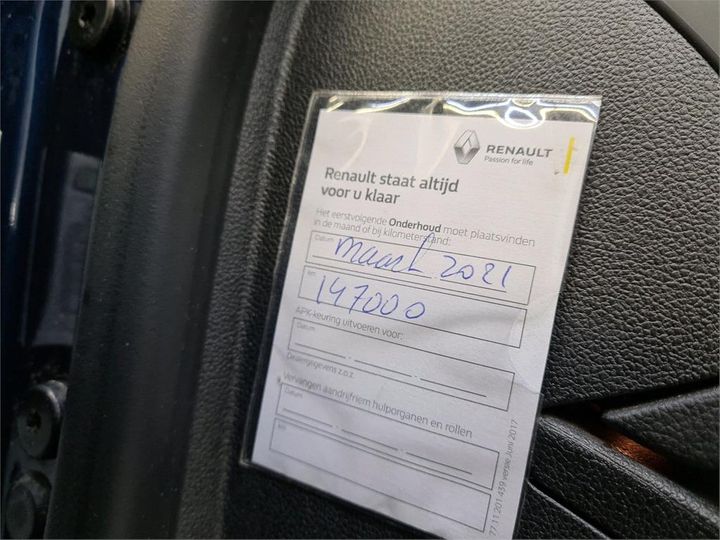 RENAULT
Passion for life
Renault staat altijd
voor u klaar
Het eerstvolgende Onderhoud moet plaatsvinden
in de maand of bij kilometerstand:
Datum
maart 2021
km
147000
APK-keuring uitvoeren voor:
Datum
Dealergegevens z.o.z.
Vervangen aandrijfriem hulporganen en rollen
Datum
km
77 11 201 439 versie Juni 2017